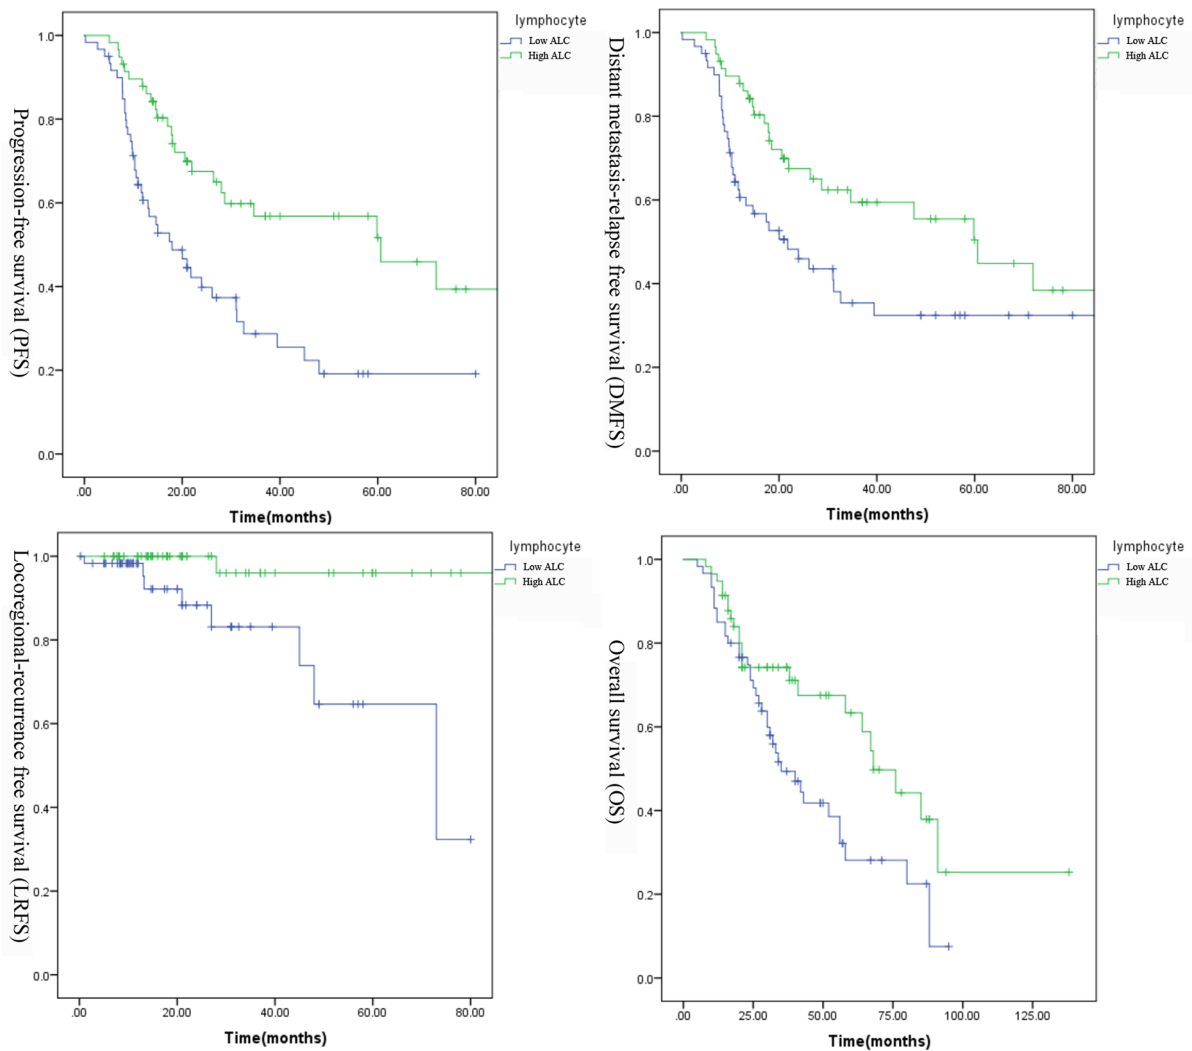 lymphocyte
Low ALC
High ALC
Progression-free survival (PFS)
1.0
0.8
0.6
0.4
0.2
0.0
.00 20.00 40.00 60.00 80.00
Time(months)
lymphocyte
Low ALC
High ALC
Distant metastasis-relapse free survival (DMFS)
1.0
0.8
0.6
0.4
0.2
0.0
.00 20.00 40.00 60.00 80.00
Time(months)
lymphocyte
Low ALC
High ALC
Locoregional-recurrence free survival (LRFS)
1.0
0.8
0.6
0.4
0.2
0.0
.00 20.00 40.00 60.00 80.00
Time(months)
lymphocyte
Low ALC
High ALC
Overall survival (OS)
1.0
0.8
0.6
0.4
0.2
0.0
.00 25.00 50.00 75.00 100.00 125.00
Time(months)